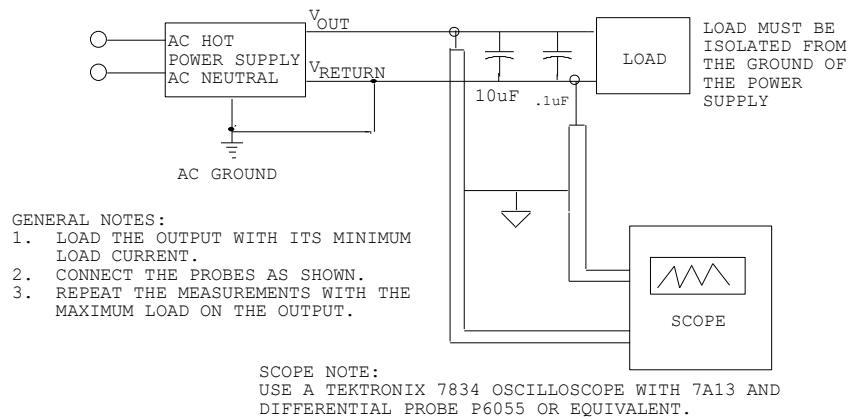 V OUT
AC HOT
POWER SUPPLY
AC NEUTRAL
V RETURN
10uF
.1uF
LOAD
LOAD MUST BE
ISOLATED FROM
THE GROUND OF
THE POWER
SUPPLY
AC GROUND
GENERAL NOTES:
1. LOAD THE OUTPUT WITH ITS MINIMUM
LOAD CURRENT.
2. CONNECT THE PROBES AS SHOWN.
3. REPEAT THE MEASUREMENTS WITH THE
MAXIMUM LOAD ON THE OUTPUT.
SCOPE
SCOPE NOTE:
USE A TEKTRONIX 7834 OSCILLOSCOPE WITH 7A13 AND
DIFFERENTIAL PROBE P6055 OR EQUIVALENT.